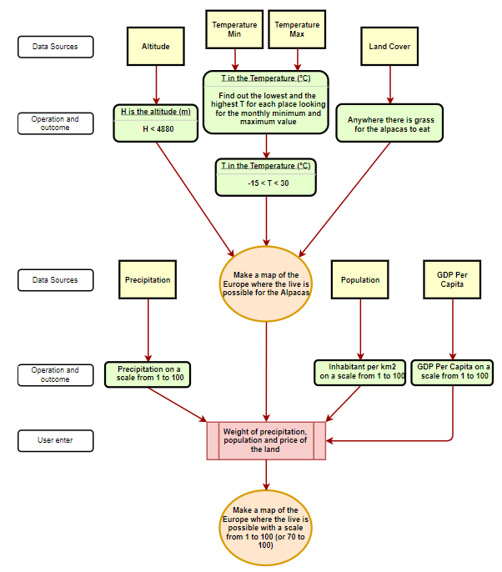 Temperature
Min
Temperature
Max
Data Sources
Altitude
Land Cover
T in the Temperature (°C)
Find out the lowest and the
highest T for each place looking
for the monthly minimum and
maximum value
Operation and
outcome
H is the altitude (m)
H < 4880
Anywhere there is grass
for the alpacas to eat
T in the Temperature (°C)
-15 < T < 30
Make a map of the
Europe where the live is
possible for the Alpacas
Data Sources
Precipitation
Population
GDP Per
Capita
Operation and
outcome
Precipitation on a
scale from 1 to 100
Inhabitant per km2
on a scale from 1 to 100
GDP Per Capita on a
scale from 1 to 100
User enter
Weight of precipitation,
population and price of
the land
Make a map of the
Europe where the live is
possible with a scale
from 1 to 100 (or 70 to
100)